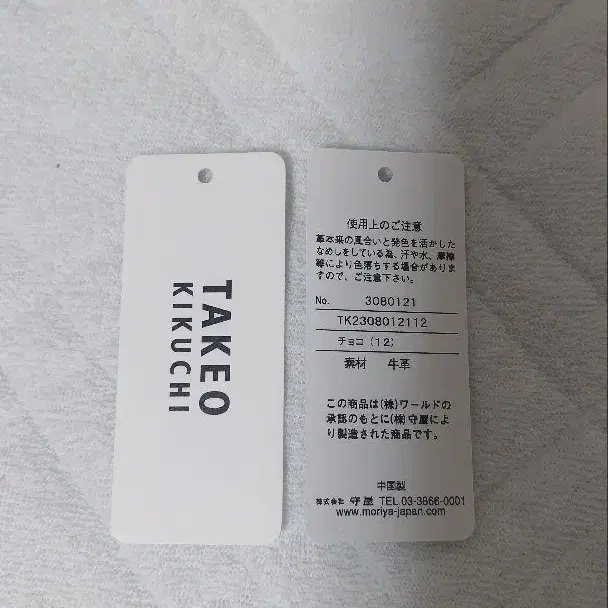 TAKEO
KIKUCHI
使用上のご注意
革本来の風合いと発色を活かした
なめしをしている為、汗や水、摩擦
等により色落ちする場合がありま
すので、ご注意下さい。
No. 3080121
TK2308012112
チョコ(12)
素材 牛革
この商品は(株)ワールドの
承認のもとに(株)守屋によ
り製造された商品です。
中国製
株式会社 守屋 TEL.03-3866-0001
www.moriya-japan.com